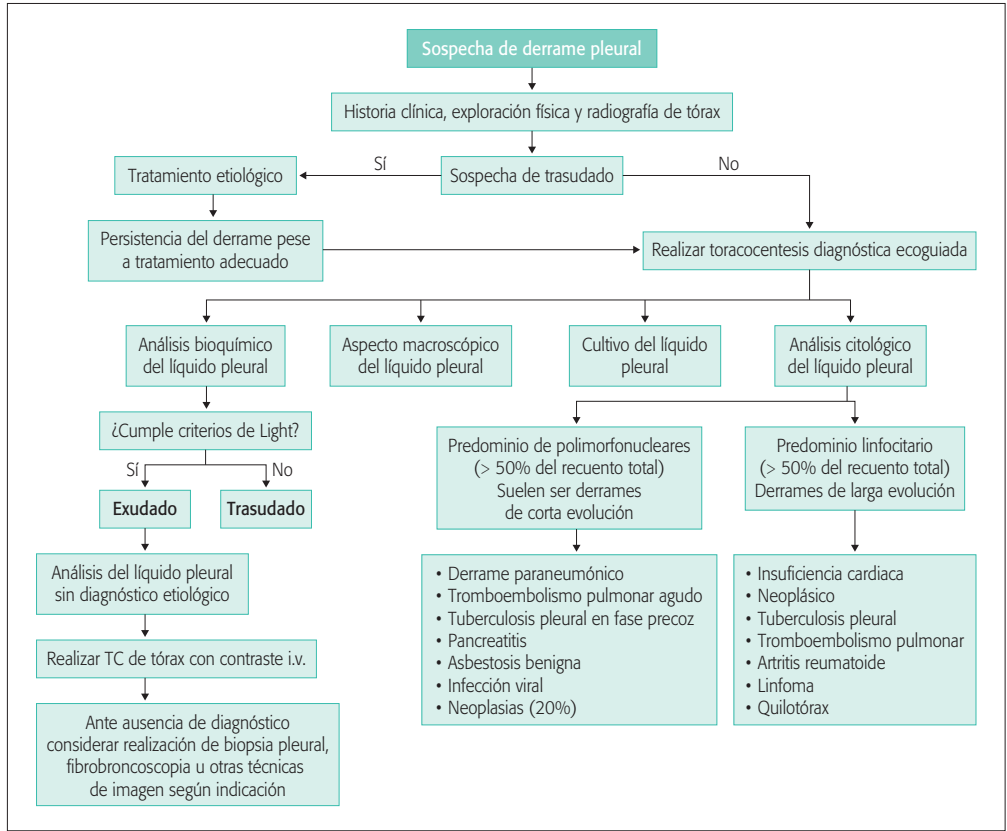 Sospecha de derrame pleural
Historia clínica, exploración física y radiografía de tórax
Sí
No
Tratamiento etiológico
Sospecha de trasudado
Persistencia del derrame pese
a tratamiento adecuado
Realizar toracocentesis diagnóstica ecoguiada
Análisis bioquímico
del líquido pleural
Aspecto macroscópico
del líquido pleural
Cultivo del líquido
pleural
Análisis citológico
del líquido pleural
¿Cumple criterios de Light?
Sí
No
Exudado
Trasudado
Análisis del líquido pleural
sin diagnóstico etiológico
Realizar TC de tórax con contraste i.v.
Ante ausencia de diagnóstico
considerar realización de biopsia pleural,
fibrobroncoscopia u otras técnicas
de imagen según indicación
Predominio de polimorfonucleares
(> 50% del recuento total)
Suelen ser derrames
de corta evolución
• Derrame paraneumónico
• Tromboembolismo pulmonar agudo
• Tuberculosis pleural en fase precoz
• Pancreatitis
• Asbestosis benigna
• Infección viral
• Neoplasias (20%)
Predominio linfocitario
(> 50% del recuento total)
Derrames de larga evolución
• Insuficiencia cardiaca
• Neoplásico
• Tuberculosis pleural
• Tromboembolismo pulmonar
• Artritis reumatoide
• Linfoma
• Quilotórax